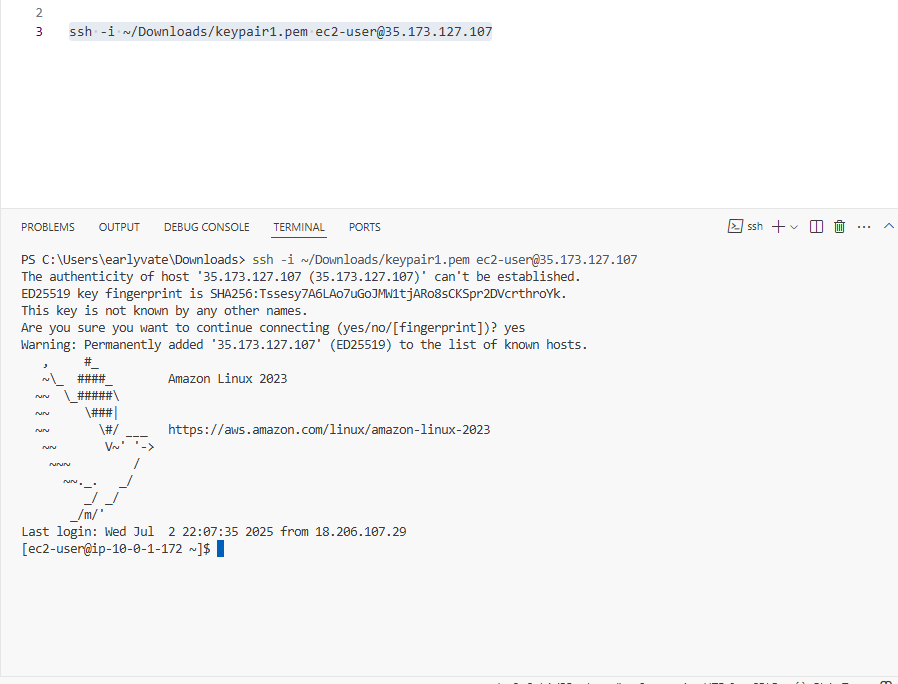 2
3 ssh -i ~/Downloads/keypair1.pem ec2-user@35.173.127.107
PROBLEMS OUTPUT DEBUG CONSOLE TERMINAL PORTS ssh
PS C:\Users\earlyvate\Downloads> ssh -i ~/Downloads/keypair1.pem ec2-user@35.173.127.107
The authenticity of host '35.173.127.107 (35.173.127.107)' can't be established.
ED25519 key fingerprint is SHA256:Tssesy7A6LAo7uGoJMW1tjARo8sCKSpr2DVcrthroYk.
This key is not known by any other names.
Are you sure you want to continue connecting (yes/no/[fingerprint])? yes
Warning: Permanently added '35.173.127.107' (ED25519) to the list of known hosts.
   ,     #_
   ~\_  ####_        Amazon Linux 2023
  ~~  \_#####\
  ~~     \###|
  ~~       \#/ ___   https://aws.amazon.com/linux/amazon-linux-2023
   ~~       V~' '->
    ~~~         /
      ~~._.   _/
         _/ _/
       _/m/'
Last login: Wed Jul  2 22:07:35 2025 from 18.206.107.29
[ec2-user@ip-10-0-1-172 ~]$